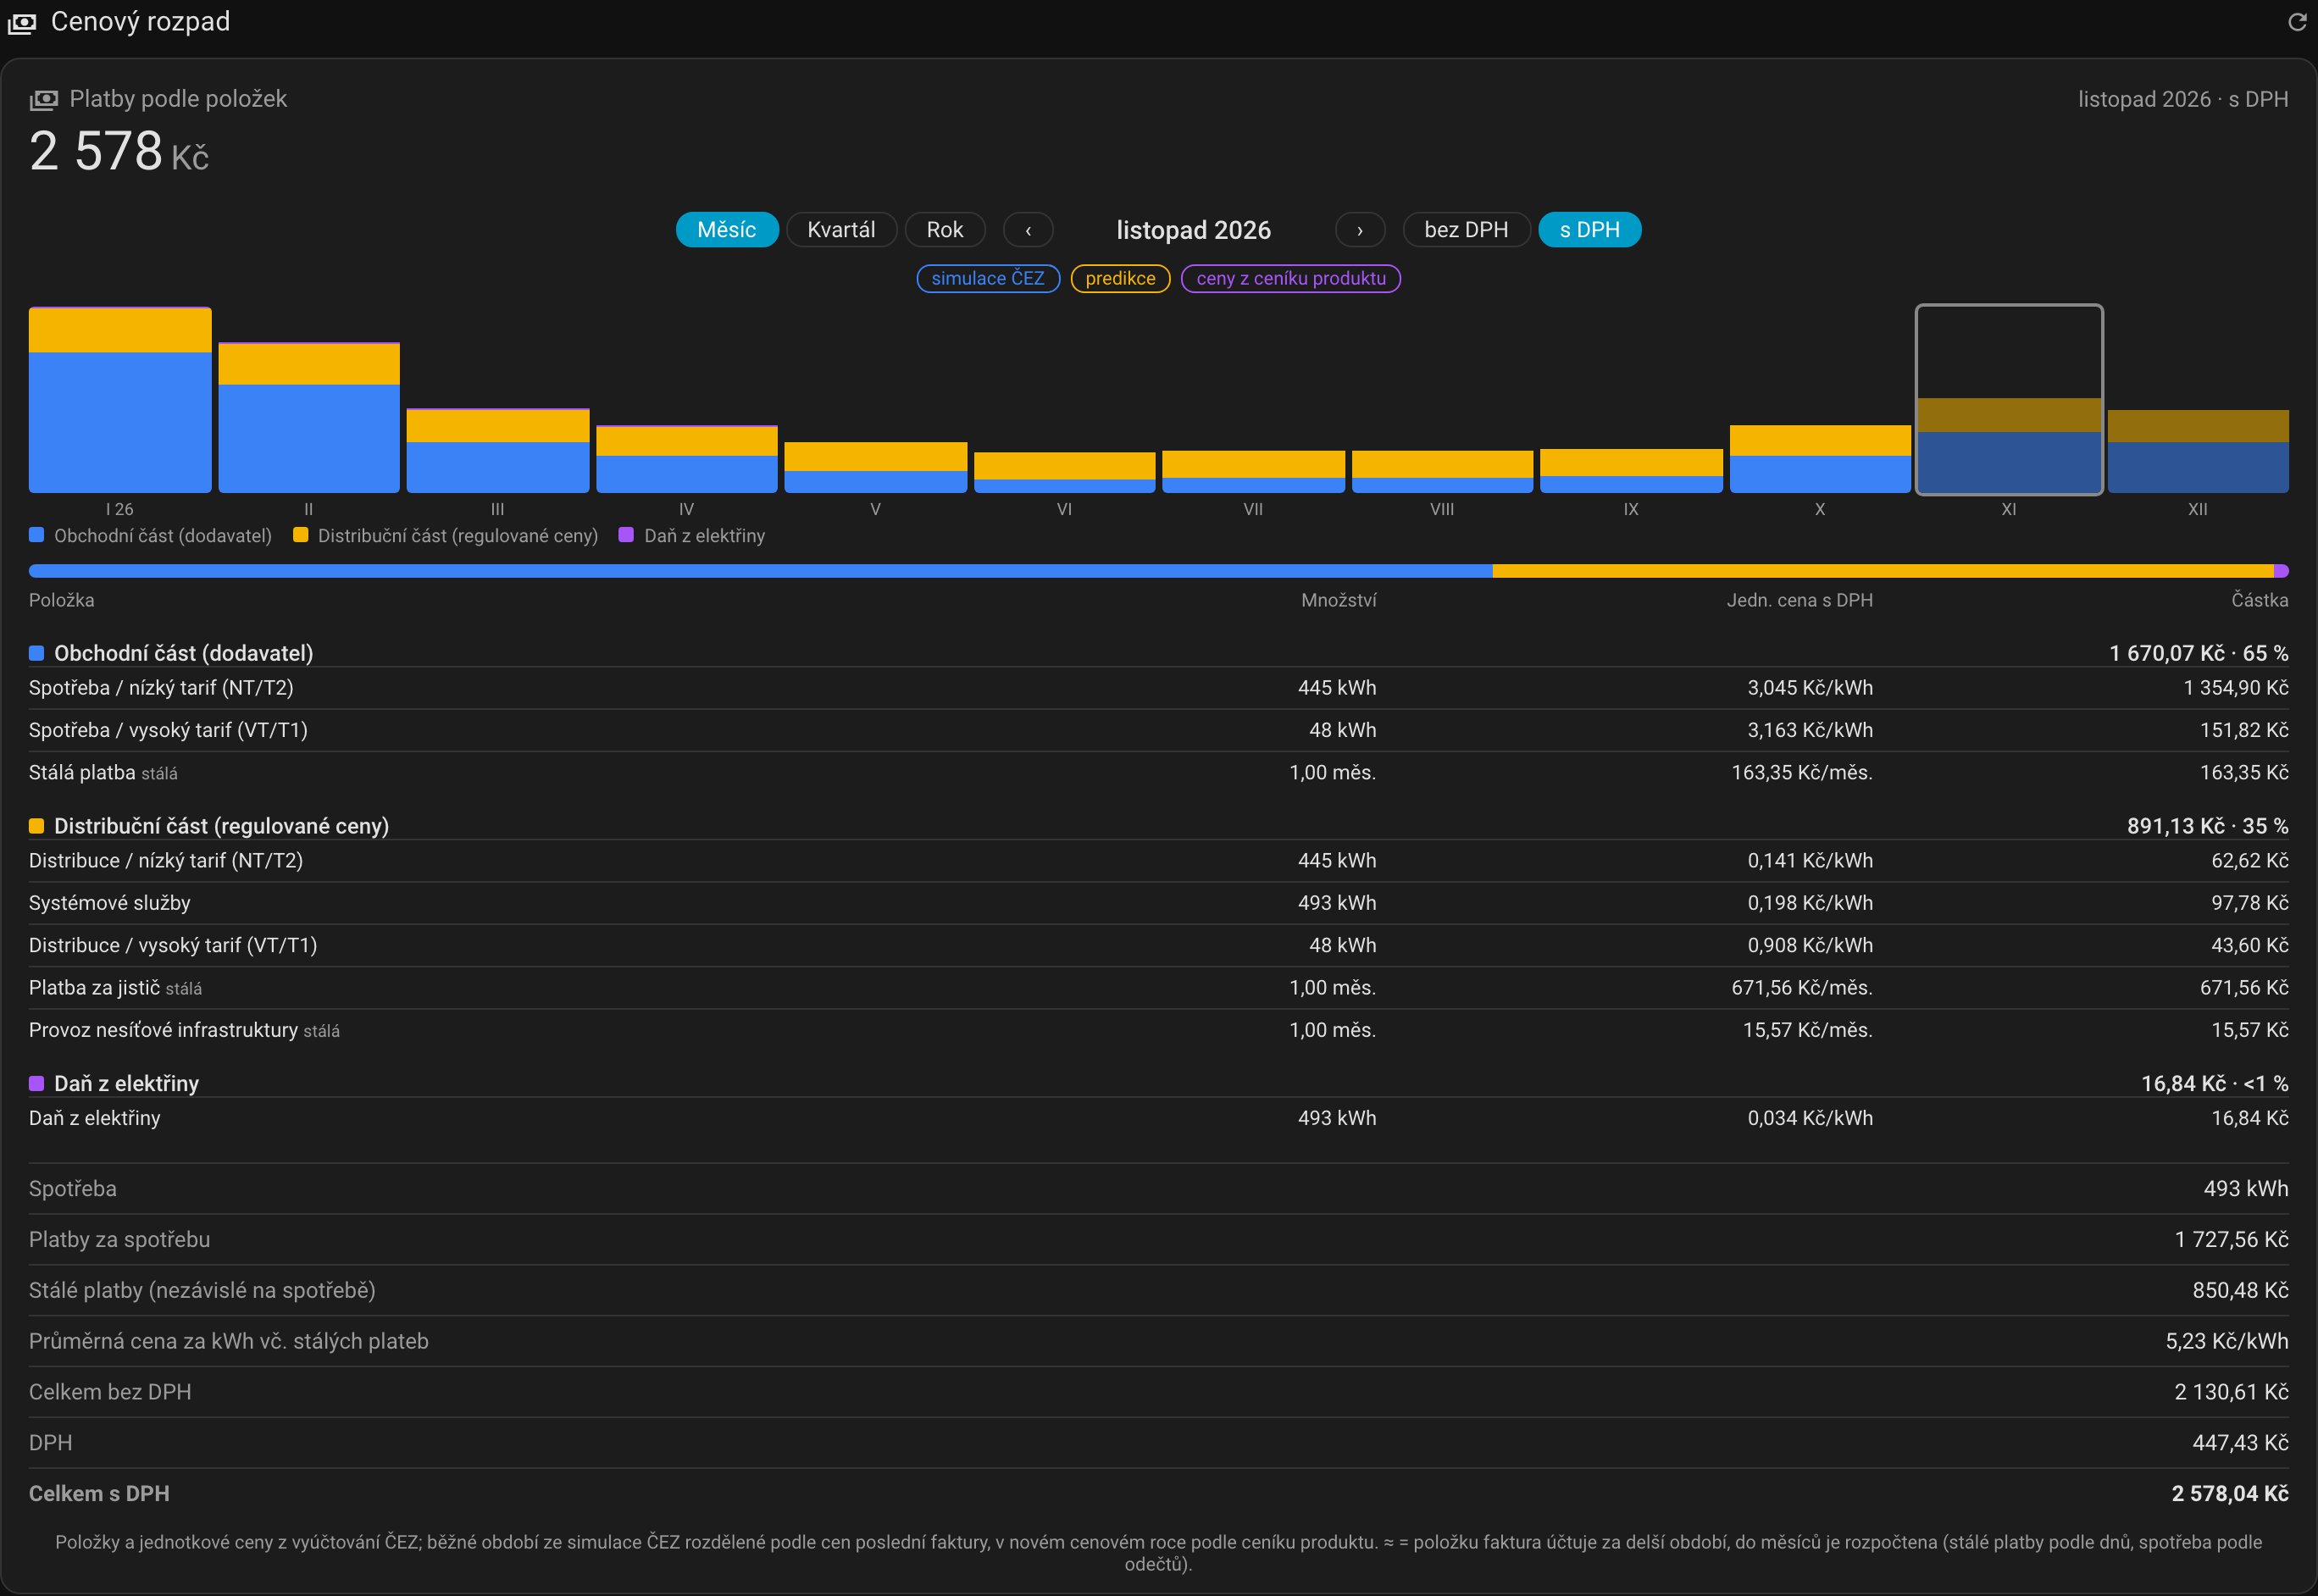 Cenový rozpad
Platby podle položek
listopad 2026 · s DPH
2 578 Kč
Měsíc Kvartál Rok ‹ listopad 2026 › bez DPH s DPH
simulace ČEZ predikce ceny z ceníku produktu
I 26 II III IV V VI VII VIII IX X XI XII
Obchodní část (dodavatel) Distribuční část (regulované ceny) Daň z elektřiny
Položka Množství Jedn. cena s DPH Částka
Obchodní část (dodavatel) 1 670,07 Kč · 65 %
Spotřeba / nízký tarif (NT/T2) 445 kWh 3,045 Kč/kWh 1 354,90 Kč
Spotřeba / vysoký tarif (VT/T1) 48 kWh 3,163 Kč/kWh 151,82 Kč
Stálá platba stálá 1,00 měs. 163,35 Kč/měs. 163,35 Kč
Distribuční část (regulované ceny) 891,13 Kč · 35 %
Distribuce / nízký tarif (NT/T2) 445 kWh 0,141 Kč/kWh 62,62 Kč
Systémové služby 493 kWh 0,198 Kč/kWh 97,78 Kč
Distribuce / vysoký tarif (VT/T1) 48 kWh 0,908 Kč/kWh 43,60 Kč
Platba za jistič stálá 1,00 měs. 671,56 Kč/měs. 671,56 Kč
Provoz nesíťové infrastruktury stálá 1,00 měs. 15,57 Kč/měs. 15,57 Kč
Daň z elektřiny 16,84 Kč · <1 %
Daň z elektřiny 493 kWh 0,034 Kč/kWh 16,84 Kč
Spotřeba 493 kWh
Platby za spotřebu 1 727,56 Kč
Stálé platby (nezávislé na spotřebě) 850,48 Kč
Průměrná cena za kWh vč. stálých plateb 5,23 Kč/kWh
Celkem bez DPH 2 130,61 Kč
DPH 447,43 Kč
Celkem s DPH 2 578,04 Kč
Položky a jednotkové ceny z vyúčtování ČEZ; běžné období ze simulace ČEZ rozdělené podle cen poslední faktury, v novém cenovém roce podle ceníku produktu. ≈ = položku faktura účtuje za delší období, do měsíců je rozpočtena (stálé platby podle dnů, spotřeba podle
odečtů).